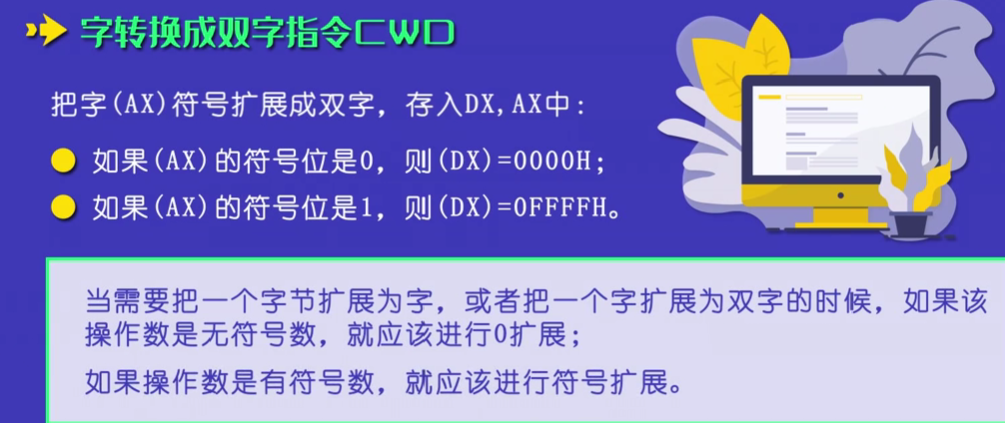 字转换成双字指令CWD
把字(AX)符号扩展成双字，存入DX,AX中：
如果(AX)的符号位是0，则(DX)=0000H；
如果(AX)的符号位是1，则(DX)=0FFFFH。
当需要把一个字节扩展为字，或者把一个字扩展为双字的时候，如果该
操作数是无符号数，就应该进行0扩展；
如果操作数是有符号数，就应该进行符号扩展。